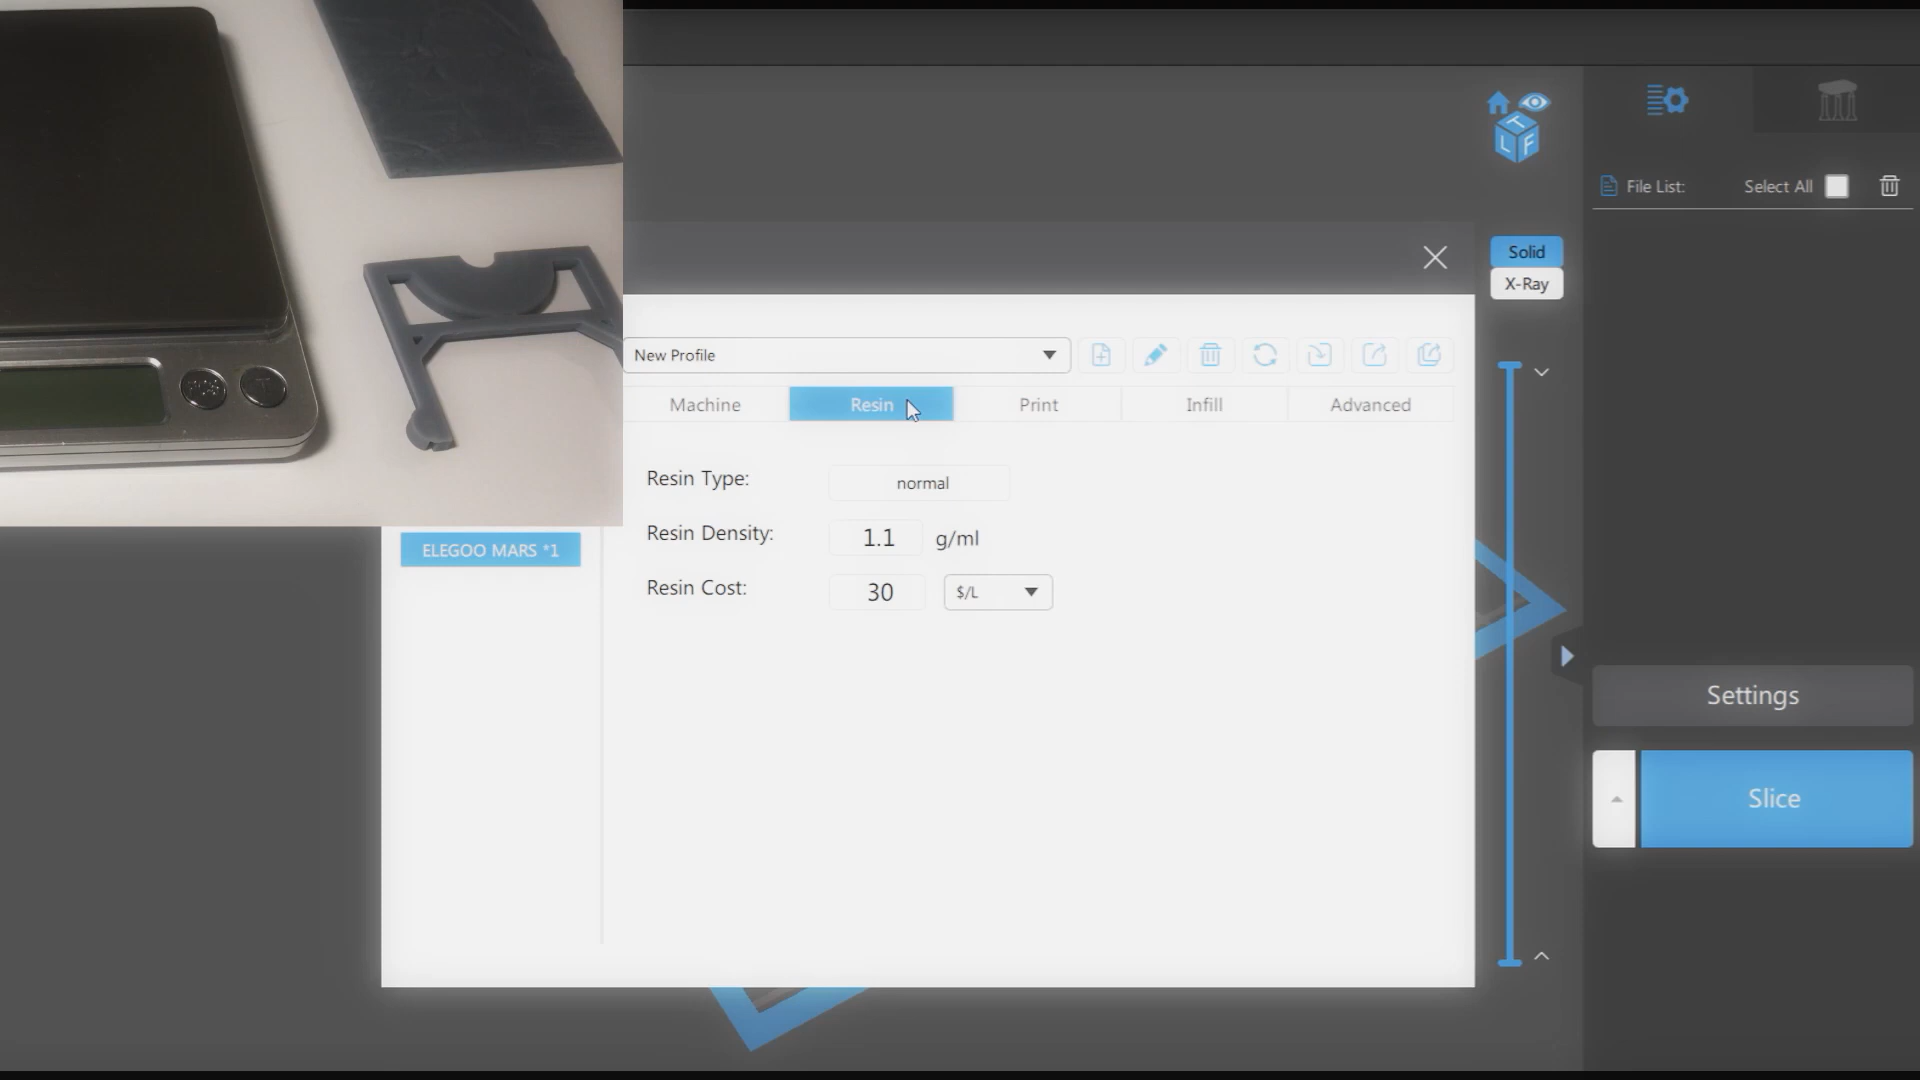 File List: Select All
Solid
X-Ray
New Profile
Machine Resin Print Infill Advanced
Resin Type: normal
Resin Density: 1.1 g/ml
ELEGOO MARS *1
Resin Cost: 30 $/L
Settings
Slice
T
L F
T